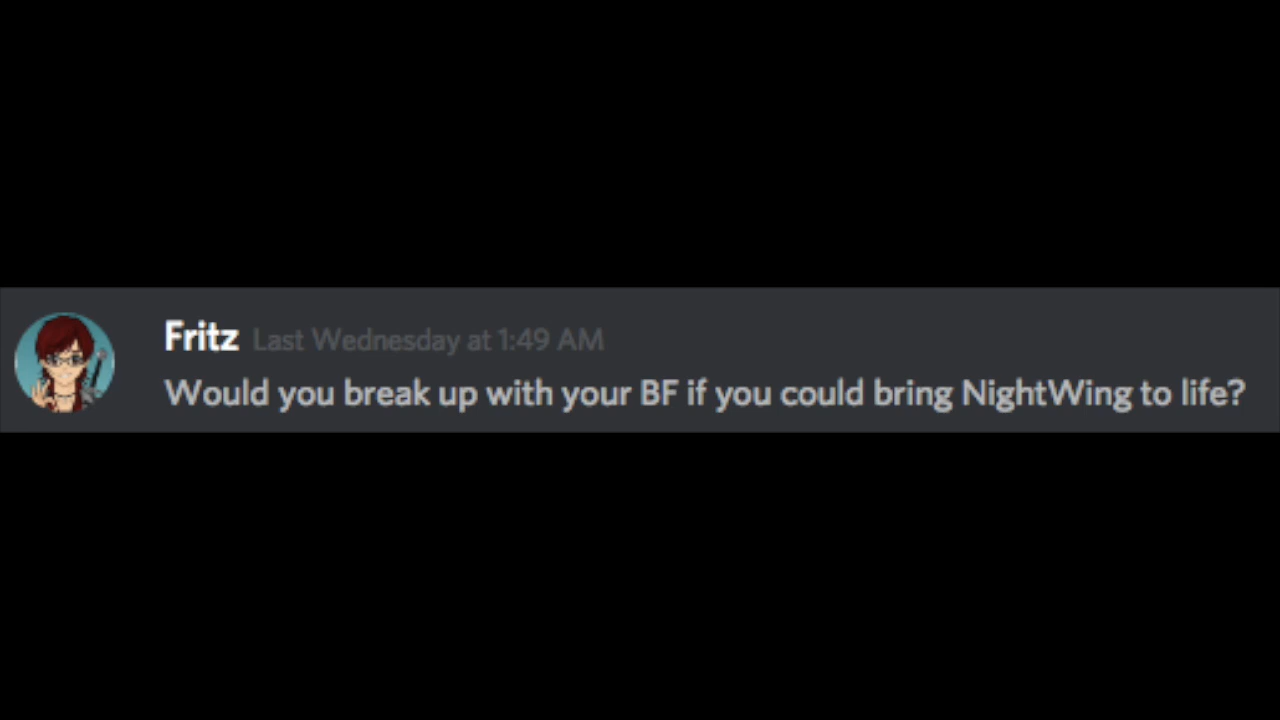 Fritz Last Wednesday at 1:49 AM
Would you break up with your BF if you could bring NightWing to life?